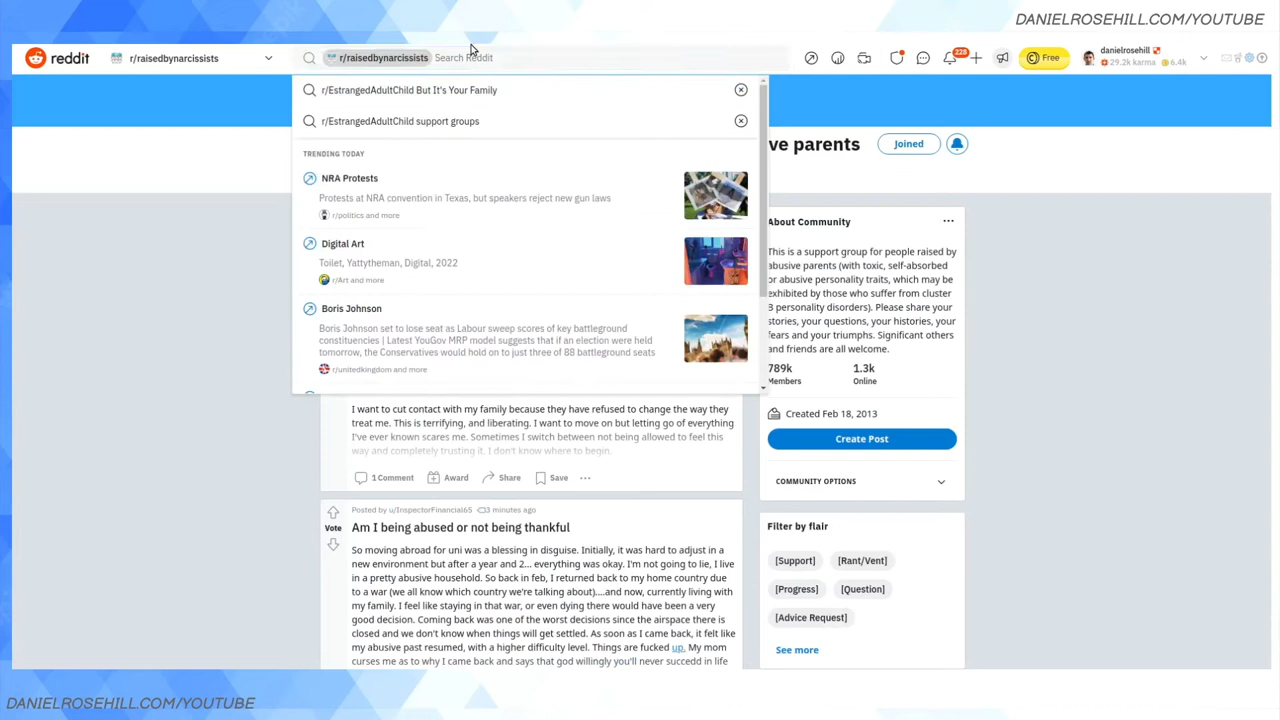 DANIELROSEHILL.COM/YOUTUBE
reddit
r/raisedbynarcissists
r/raisedbynarcissists Search Reddit
228
Free
danielrosehill
29.2k karma 6.4k
r/EstrangedAdultChild But It's Your Family
r/EstrangedAdultChild support groups
TRENDING TODAY
NRA Protests
Protests at NRA convention in Texas, but speakers reject new gun laws
r/politics and more
Digital Art
Toilet, Yattytheman, Digital, 2022
r/Art and more
Boris Johnson
Boris Johnson set to lose seat as Labour sweep scores of key battleground
constituencies | Latest YouGov MRP model suggests that if an election were held
tomorrow, the Conservatives would hold on to just three of 88 battleground seats
r/unitedkingdom and more
ve parents
Joined
I want to cut contact with my family because they have refused to change the way they
treat me. This is terrifying, and liberating. I want to move on but letting go of everything
I've ever known scares me. Sometimes I switch between not being allowed to feel this
way and completely trusting it. I don't know where to begin.
1 Comment Award Share Save ...
Posted by u/InspectorFinancial65 3 minutes ago
Vote
Am I being abused or not being thankful
So moving abroad for uni was a blessing in disguise. Initially, it was hard to adjust in a
new environment but after a year and 2... everything was okay. I'm not going to lie, I live
in a pretty abusive household. So back in feb, I returned back to my home country due
to a war (we all know which country we're talking about)....and now, currently living with
my family. I feel like staying in that war, or even dying there would have been a very
good decision. Coming back was one of the worst decisions since the airspace there is
closed and we don't know when things will get settled. As soon as I came back, it felt like
my abusive past resumed, with a higher difficulty level. Things are fucked up. My mom
curses me as to why I came back and says that god willingly you'll never succedd in life
About Community
...
This is a support group for people raised by
abusive parents (with toxic, self-absorbed
or abusive personality traits, which may be
exhibited by those who suffer from cluster
B personality disorders). Please share your
stories, your questions, your histories, your
fears and your triumphs. Significant others
and friends are all welcome.
789k 1.3k
Members Online
Created Feb 18, 2013
Create Post
COMMUNITY OPTIONS
Filter by flair
[Support] [Rant/Vent]
[Progress] [Question]
[Advice Request]
See more
DANIELROSEHILL.COM/YOUTUBE